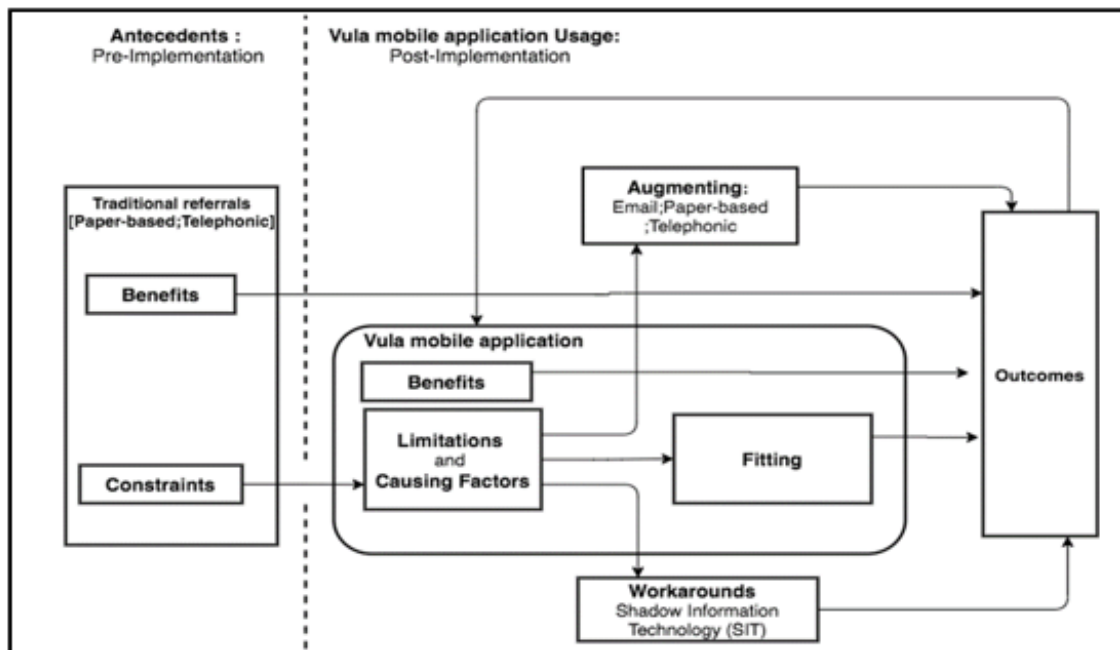 Antecedents :
Pre-Implementation
Vula mobile application Usage:
Post-Implementation
Traditional referrals
[Paper-based;Telephonic]
Benefits
Constraints
Augmenting:
Email;Paper-based
;Telephonic
Vula mobile application
Benefits
Limitations
and
Causing Factors
Fitting
Workarounds
Shadow Information
Technology (SIT)
Outcomes